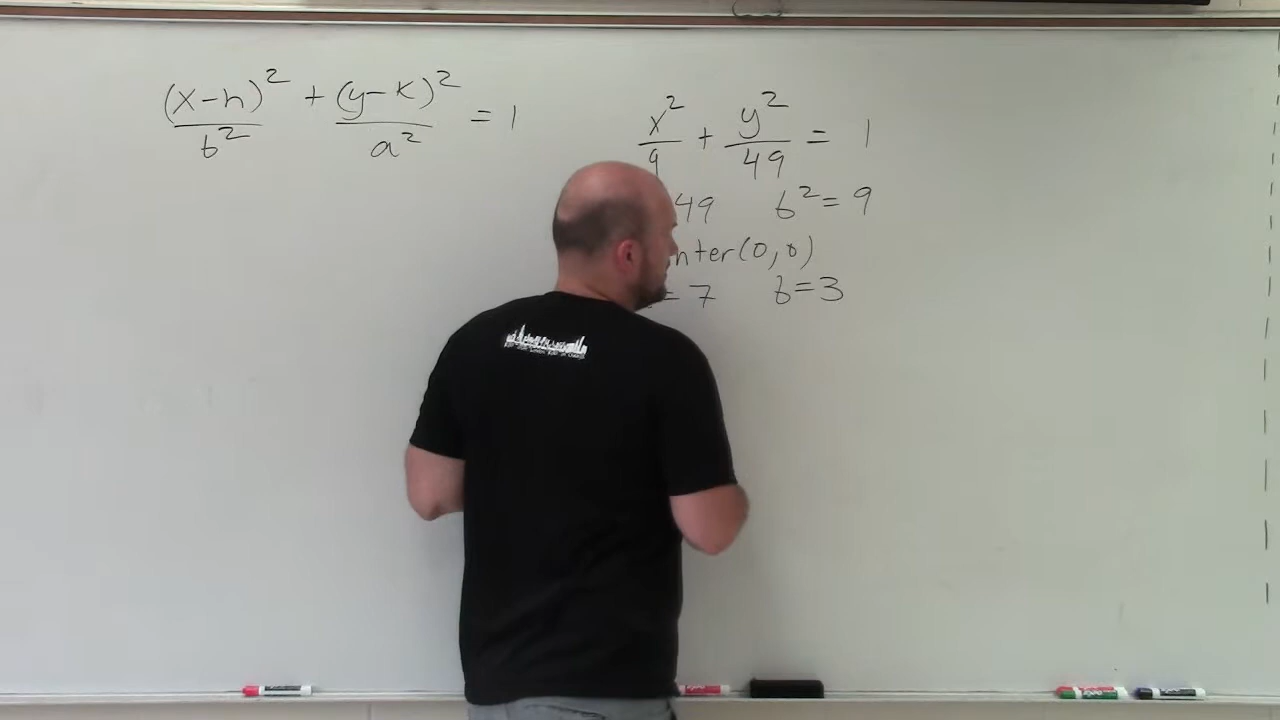 (x-h)²/b² + (y-k)²/a² = 1
x²/9 + y²/49 = 1
49 b² = 9
nter(0,0)
= 7 b=3